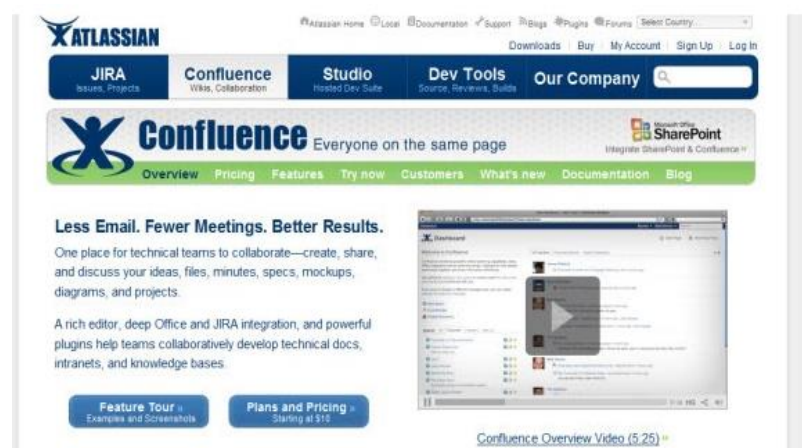 ATLASSIAN
Atlassian Home Local Documentation Support Blogs Plugins Forums Select Country...
Downloads Buy My Account Sign Up Log In
JIRA Confluence Studio Dev Tools Our Company
Issues, Projects Wikis, Collaboration Hosted Dev Suite Source, Reviews, Builds
Confluence Everyone on the same page
Microsoft Office
SharePoint
Integrate SharePoint & Confluence »
Overview Pricing Features Try now Customers What's new Documentation Blog
Less Email. Fewer Meetings. Better Results.
One place for technical teams to collaborate—create, share,
and discuss your ideas, files, minutes, specs, mockups,
diagrams, and projects.
A rich editor, deep Office and JIRA integration, and powerful
plugins help teams collaboratively develop technical docs,
intranets, and knowledge bases.
Feature Tour » Plans and Pricing »
Examples and Screenshots Starting at $10
Dashboard
Confluence Overview Video (5:25) »